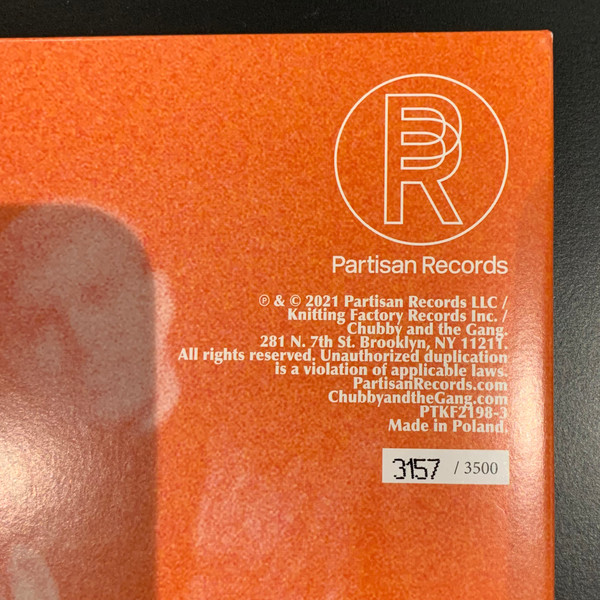 PR
Partisan Records
℗ & © 2021 Partisan Records LLC /
Knitting Factory Records Inc. /
Chubby and the Gang.
281 N. 7th St. Brooklyn, NY 11211.
All rights reserved. Unauthorized duplication
is a violation of applicable laws.
PartisanRecords.com
ChubbyandtheGang.com
PTKF2198-3
Made in Poland.
3157 / 3500